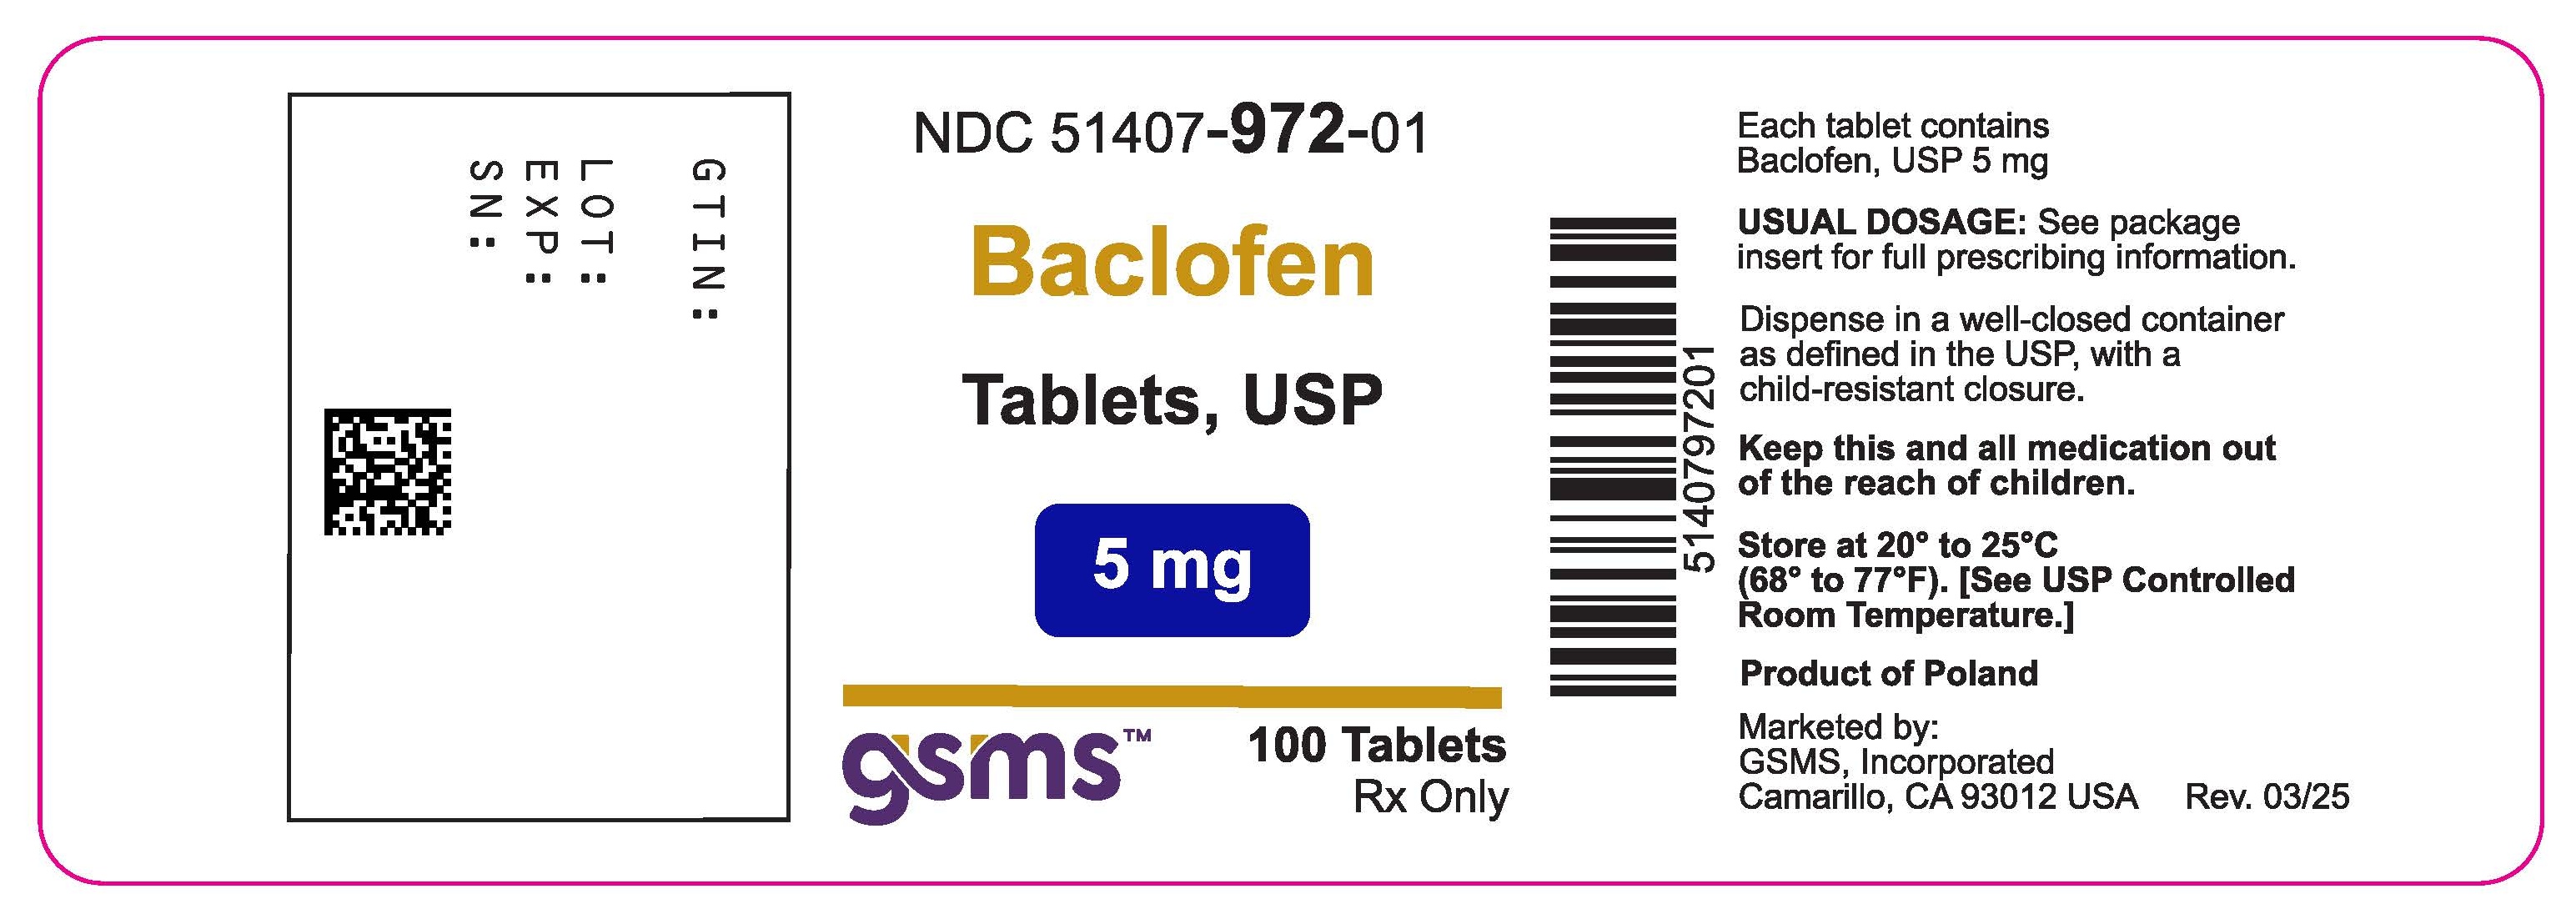 GTIN:
LOT:
EXP:
SN:
NDC 51407-972-01
Baclofen
Tablets, USP
5 mg
gsms™
100 Tablets
Rx Only
5140797201
Each tablet contains
Baclofen, USP 5 mg
USUAL DOSAGE: See package
insert for full prescribing information.
Dispense in a well-closed container
as defined in the USP, with a
child-resistant closure.
Keep this and all medication out
of the reach of children.
Store at 20° to 25°C
(68° to 77°F). [See USP Controlled
Room Temperature.]
Product of Poland
Marketed by:
GSMS, Incorporated
Camarillo, CA 93012 USA Rev. 03/25